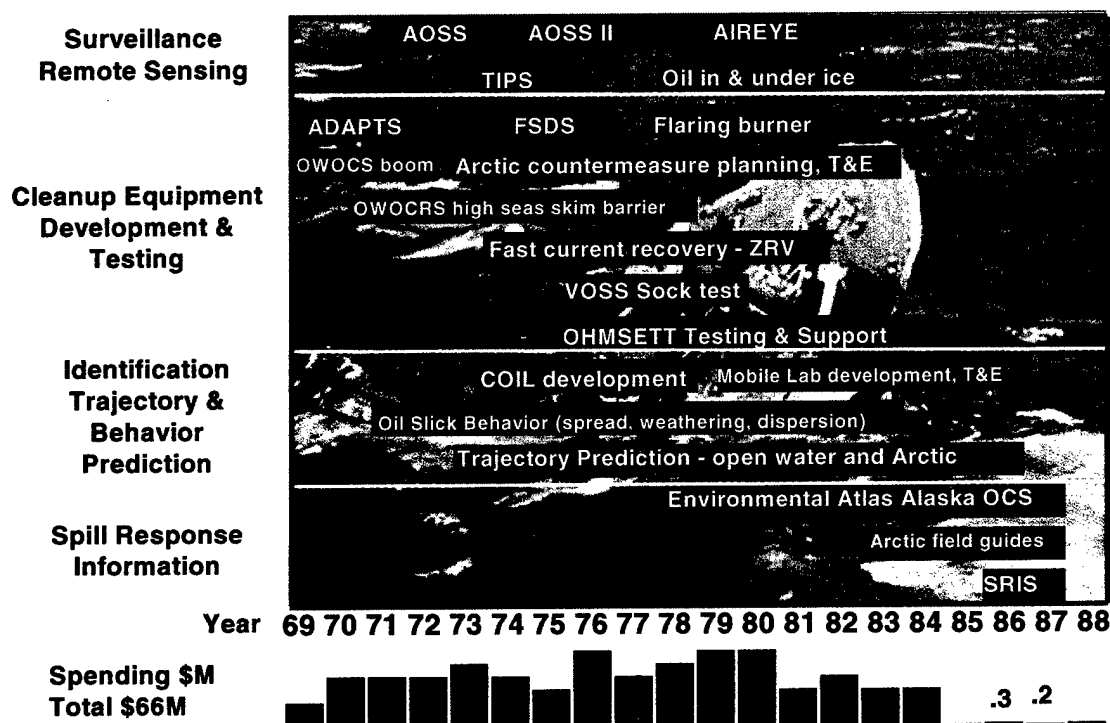 Surveillance
Remote Sensing
AOSS AOSS II AIREYE
TIPS Oil in & under ice
Cleanup Equipment
Development &
Testing
ADAPTS FSDS Flaring burner
OWOCS boom Arctic countermeasure planning, T&E
OWOCRS high seas skim barrier
Fast current recovery - ZRV
VOSS Sock test
OHMSETT Testing & Support
Identification
Trajectory &
Behavior
Prediction
COIL development Mobile Lab development, T&E
Oil Slick Behavior (spread, weathering, dispersion)
Trajectory Prediction - open water and Arctic
Spill Response
Information
Environmental Atlas Alaska OCS
Arctic field guides
SRIS
Year 69 70 71 72 73 74 75 76 77 78 79 80 81 82 83 84 85 86 87 88
Spending $M
Total $66M
.3 .2